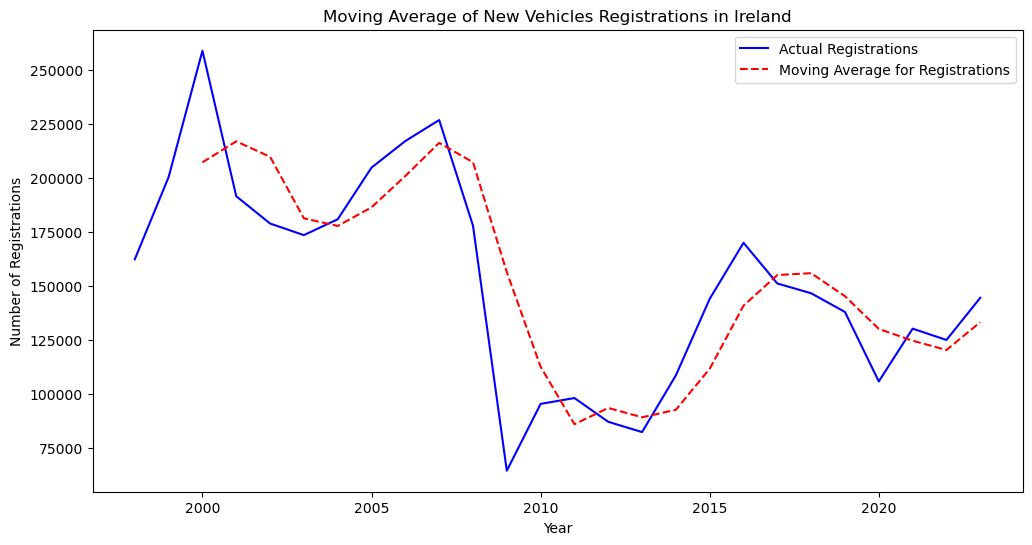 Moving Average of New Vehicles Registrations in Ireland
Actual Registrations
Moving Average for Registrations
Number of Registrations
250000
225000
200000
175000
150000
125000
100000
75000
2000 2005 2010 2015 2020
Year